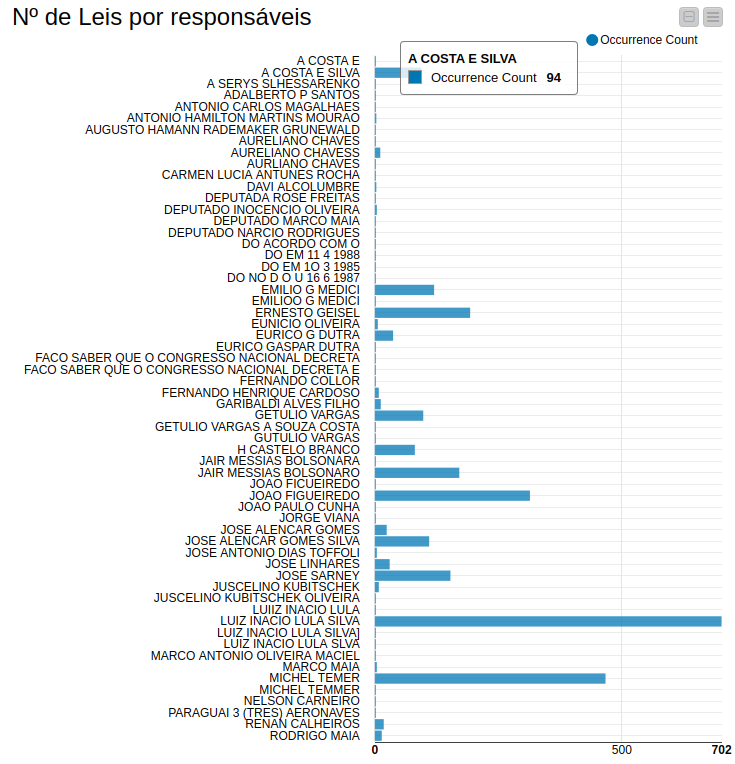 Nº de Leis por responsáveis
Occurrence Count
A COSTA E SILVA
Occurrence Count 94
A COSTA E
A COSTA E SILVA
A SERYS SLHESSARENKO
ADALBERTO P SANTOS
ANTONIO CARLOS MAGALHAES
ANTONIO HAMILTON MARTINS MOURAO
AUGUSTO HAMANN RADEMAKER GRUNEWALD
AURELIANO CHAVES
AURELIANO CHAVESS
AURLIANO CHAVES
CARMEN LUCIA ANTUNES ROCHA
DAVI ALCOLUMBRE
DEPUTADA ROSE FREITAS
DEPUTADO INOCENCIO OLIVEIRA
DEPUTADO MARCO MAIA
DEPUTADO NARCIO RODRIGUES
DO ACORDO COM O
DO EM 11 4 1988
DO EM 1O 3 1985
DO NO D O U 16 6 1987
EMILIO G MEDICI
EMILIOO G MEDICI
ERNESTO GEISEL
EUNICIO OLIVEIRA
EURICO G DUTRA
EURICO GASPAR DUTRA
FACO SABER QUE O CONGRESSO NACIONAL DECRETA
FACO SABER QUE O CONGRESSO NACIONAL DECRETA E
FERNANDO COLLOR
FERNANDO HENRIQUE CARDOSO
GARIBALDI ALVES FILHO
GETULIO VARGAS
GETULIO VARGAS A SOUZA COSTA
GUTULIO VARGAS
H CASTELO BRANCO
JAIR MESSIAS BOLSONARA
JAIR MESSIAS BOLSONARO
JOAO FICUEIREDO
JOAO FIGUEIREDO
JOAO PAULO CUNHA
JORGE VIANA
JOSE ALENCAR GOMES
JOSE ALENCAR GOMES SILVA
JOSE ANTONIO DIAS TOFFOLI
JOSE LINHARES
JOSE SARNEY
JUSCELINO KUBITSCHEK
JUSCELINO KUBITSCHEK OLIVEIRA
LUIIZ INACIO LULA
LUIZ INACIO LULA SILVA
LUIZ INACIO LULA SILVA]
LUIZ INACIO LULA SLVA
MARCO ANTONIO OLIVEIRA MACIEL
MARCO MAIA
MICHEL TEMER
MICHEL TEMMER
NELSON CARNEIRO
PARAGUAI 3 (TRES) AERONAVES
RENAN CALHEIROS
RODRIGO MAIA
0 500 702